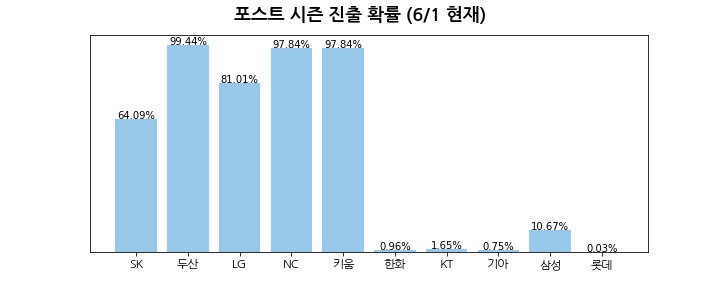 포스트 시즌 진출 확률 (6/1 현재)
64.09%
99.44%
81.01%
97.84%
97.84%
0.96%
1.65%
0.75%
10.67%
0.03%
SK
두산
LG
NC
키움
한화
KT
기아
삼성
롯데